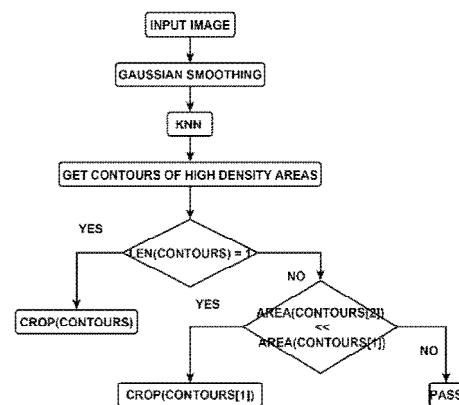 INPUT IMAGE
GAUSSIAN SMOOTHING
KNN
GET CONTOURS OF HIGH DENSITY AREAS
YES
LEN(CONTOURS) = 1
NO
CROP(CONTOURS)
YES
AREA(CONTOURS[2])
<<
AREA(CONTOURS[1])
NO
CROP(CONTOURS[1])
PASS